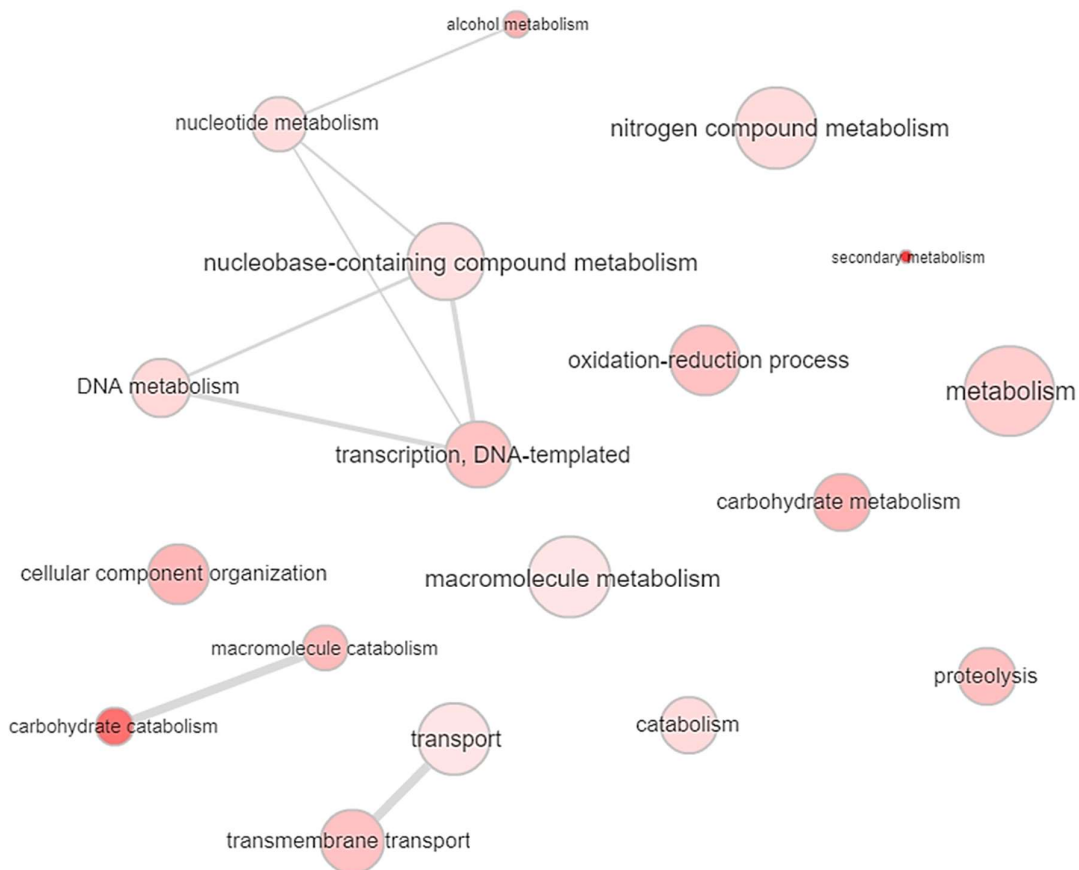 alcohol metabolism
nucleotide metabolism
nitrogen compound metabolism
nucleobase-containing compound metabolism
secondary metabolism
oxidation-reduction process
DNA metabolism
metabolism
transcription, DNA-templated
carbohydrate metabolism
cellular component organization
macromolecule metabolism
macromolecule catabolism
proteolysis
carbohydrate catabolism
catabolism
transport
transmembrane transport